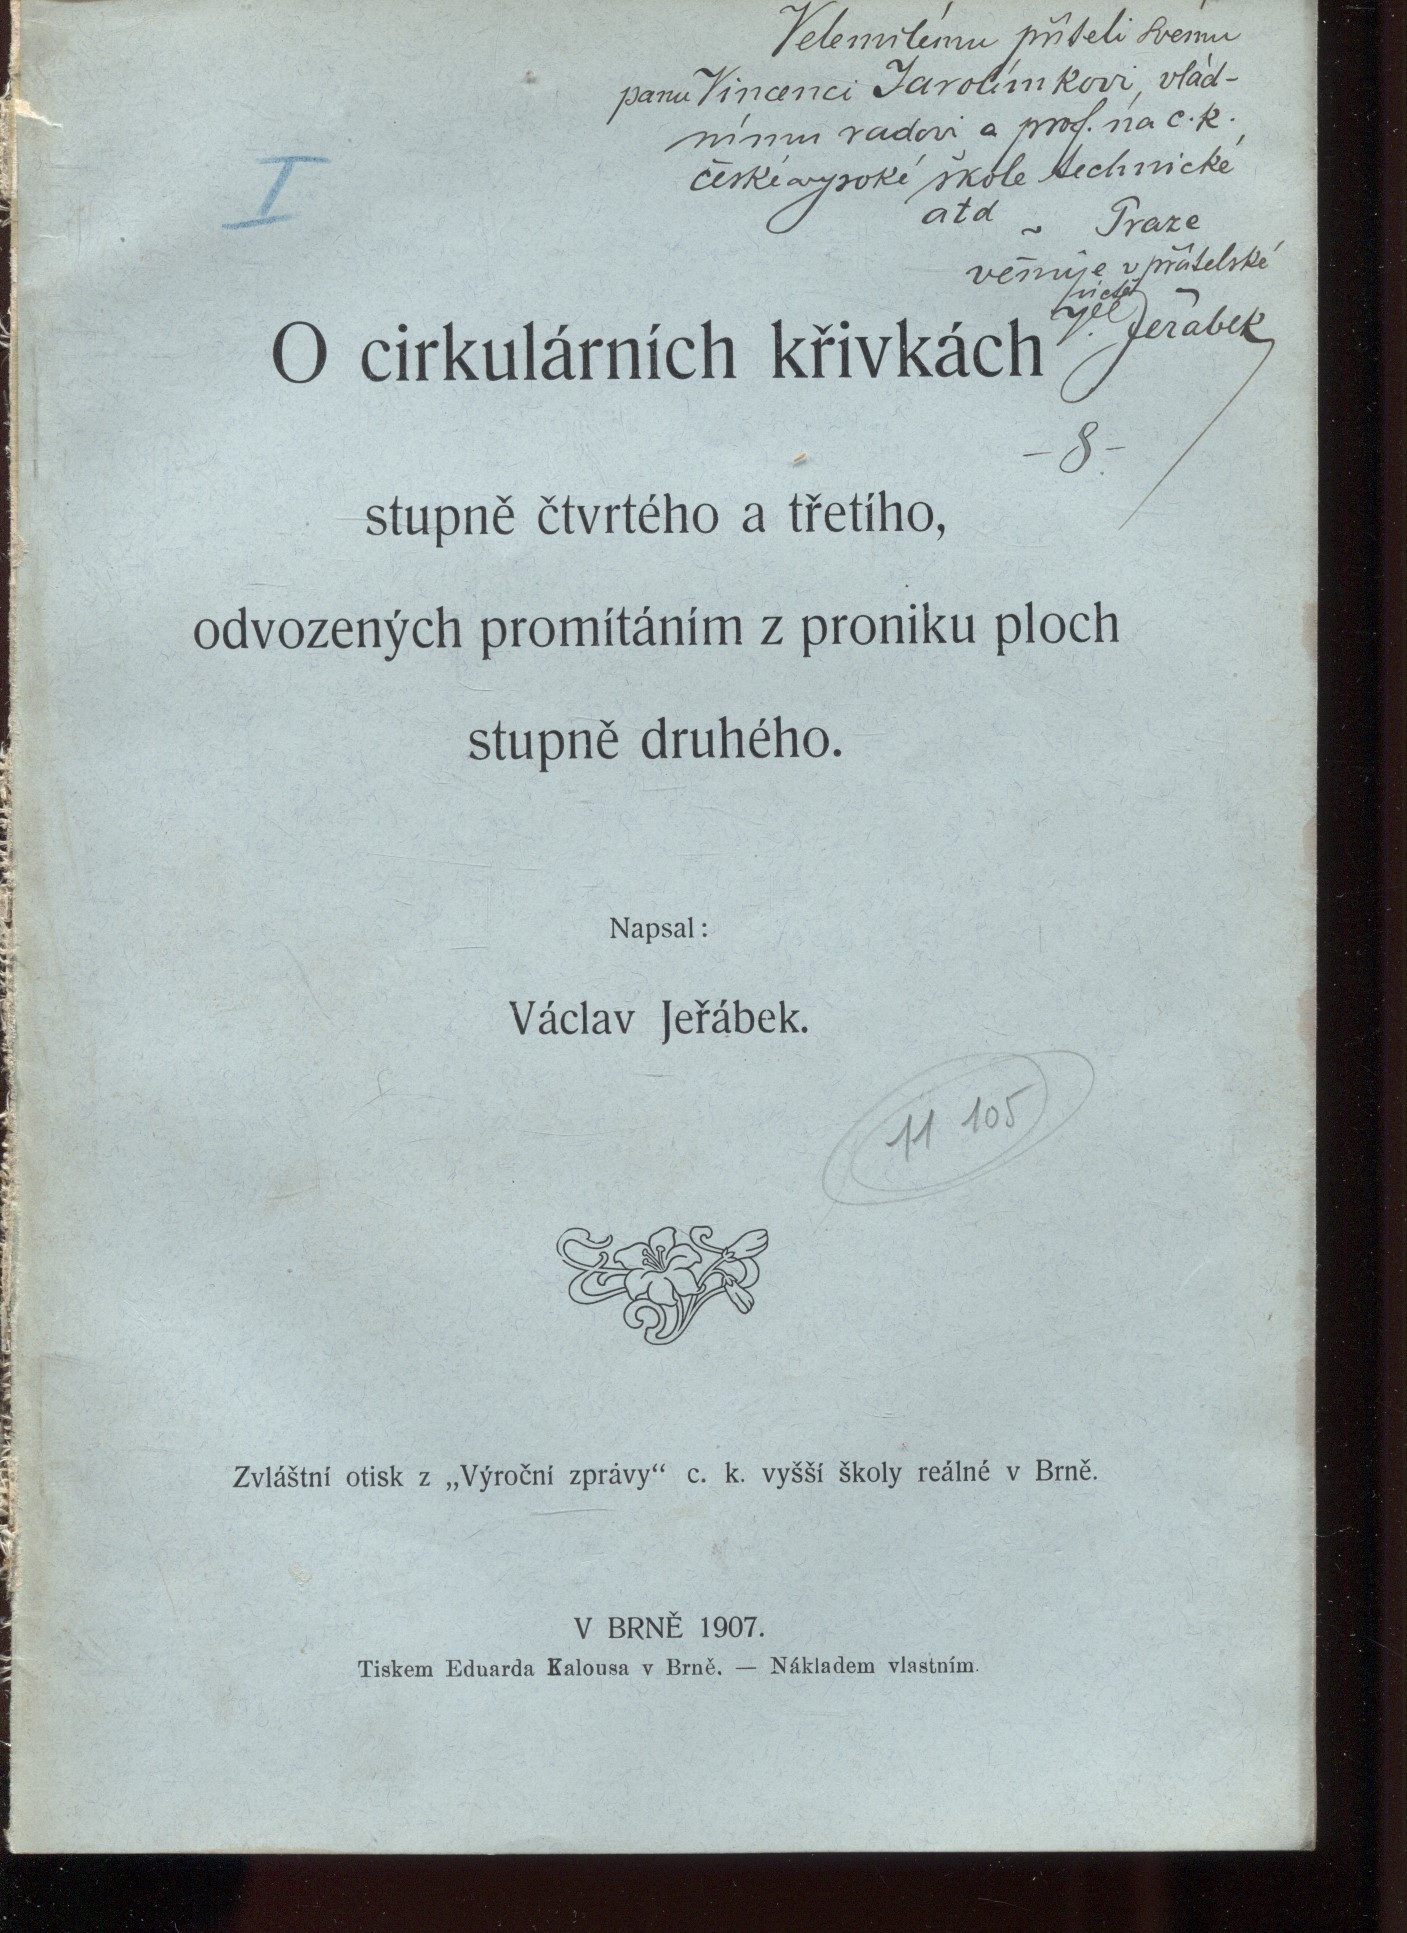 Velemilému příteli svému
panu Vincenci Jarolímkovi, vlád-
nímu radovi a prof. na c. k.
české vysoké škole technické
atd v Praze
věnuje v přátelské
úctě
V. Jeřábek
I
O cirkulárních křivkách
- 8 -
stupně čtvrtého a třetího,
odvozených promítáním z proniku ploch
stupně druhého.
Napsal:
Václav Jeřábek.
11 105
Zvláštní otisk z „Výroční zprávy“ c. k. vyšší školy reálné v Brně.
V BRNĚ 1907.
Tiskem Eduarda Kalousa v Brně. — Nákladem vlastním.